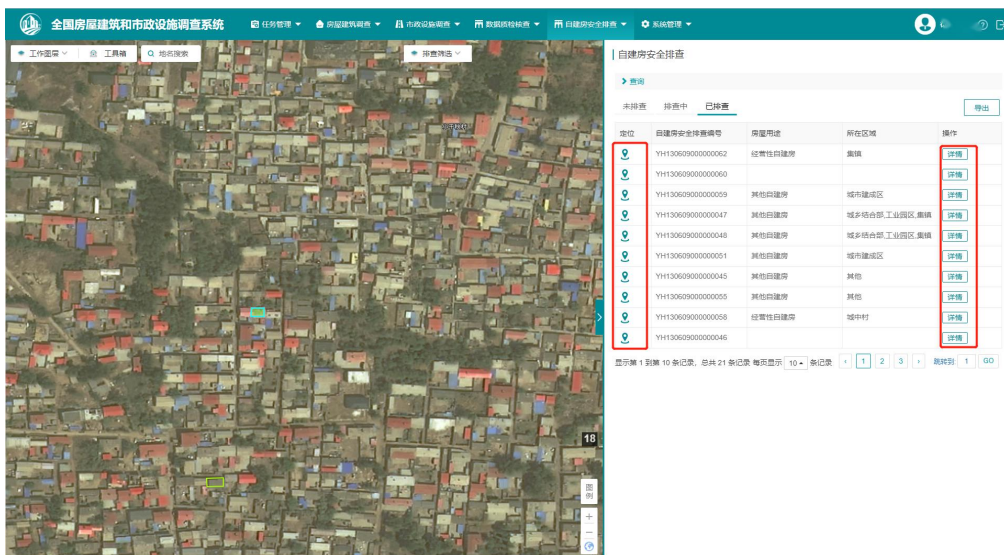 全国房屋建筑和市政设施调查系统 任务管理 房屋建筑调查 市政设施调查 数据质检核查 自建房安全排查 系统管理
工作图层 工具箱 地名搜索 排查筛选
自建房安全排查
查询
未排查 排查中 已排查 导出
定位 自建房安全排查编号 房屋用途 所在区域 操作
YH130609000000062 经营性自建房 集镇 详情
YH130609000000060 详情
YH130609000000059 其他自建房 城市建成区 详情
YH130609000000047 其他自建房 城乡结合部,工业园区,集镇 详情
YH130609000000048 其他自建房 城乡结合部,工业园区,集镇 详情
YH130609000000051 其他自建房 城市建成区 详情
YH130609000000045 其他自建房 其他 详情
YH130609000000055 其他自建房 其他 详情
YH130609000000058 经营性自建房 城中村 详情
YH130609000000046 详情
显示第 1 到第 10 条记录，总共 21 条记录 每页显示 10 条记录 ‹ 1 2 3 › 跳转到 1 GO
18
图例
+
−